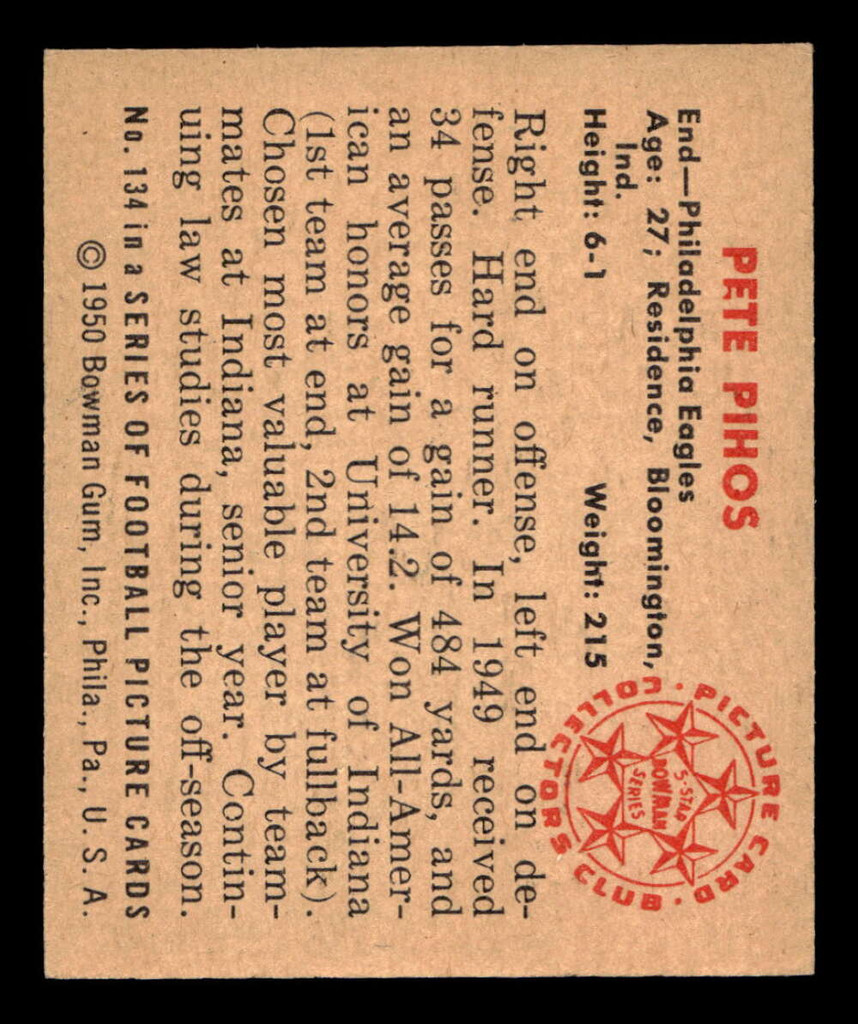 PETE PIHOS
End—Philadelphia Eagles
Age: 27; Residence, Bloomington,
Ind.
Height: 6-1 Weight: 215
Right end on offense, left end on de-
fense. Hard runner. In 1949 received
34 passes for a gain of 484 yards, and
an average gain of 14.2. Won All-Amer-
ican honors at University of Indiana
(1st team at end, 2nd team at fullback).
Chosen most valuable player by team-
mates at Indiana, senior year. Contin-
uing law studies during the off-season.
No. 134 in a SERIES OF FOOTBALL PICTURE CARDS
© 1950 Bowman Gum, Inc., Phila., Pa., U. S. A.
· PICTURE CARD · COLLECTORS CLUB
5-STAR
BOWMAN
SERIES